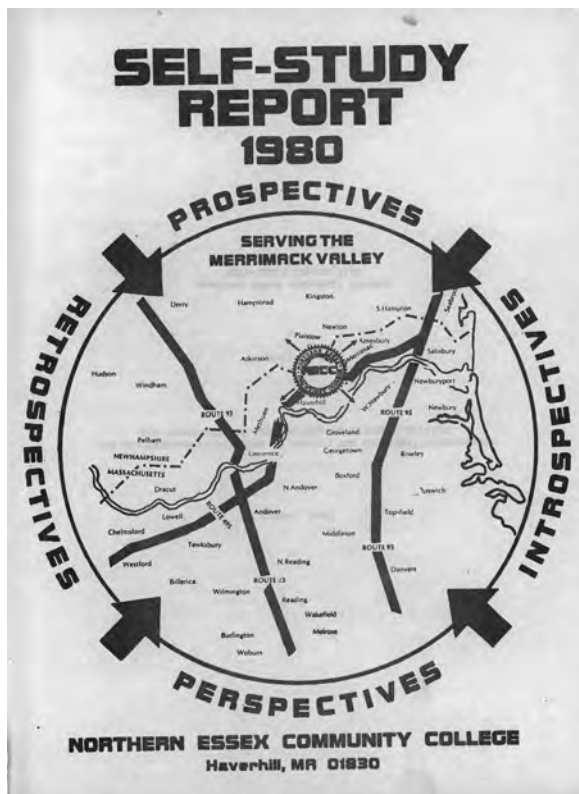 SELF-STUDY
REPORT
1980
PROSPECTIVES
RETROSPECTIVES
INTROSPECTIVES
PERSPECTIVES
SERVING THE
MERRIMACK VALLEY
Derry
Hampstead
Kingston
S.Hampton
Newton
Plaistow
Amesbury
Merrimac
Atkinson
Salisbury
NECC
Hudson
Windham
Haverhill
W.Newbury
Newburyport
Newbury
ROUTE 93
ROUTE 95
Methuen
Groveland
Pelham
Georgetown
Rowley
NEWHAMPSHIRE
MASSACHUSETTS
Lawrence
Boxford
Ipswich
Dracut
N.Andover
Lowell
ROUTE 495
Andover
Topsfield
Chelmsford
Tewksbury
Middleton
Westford
ROUTE 95
N.Reading
Danvers
Billerica
ROUTE 93
Wilmington
Reading
Wakefield
Burlington
Melrose
Woburn
NORTHERN ESSEX COMMUNITY COLLEGE
Haverhill, MA 01830